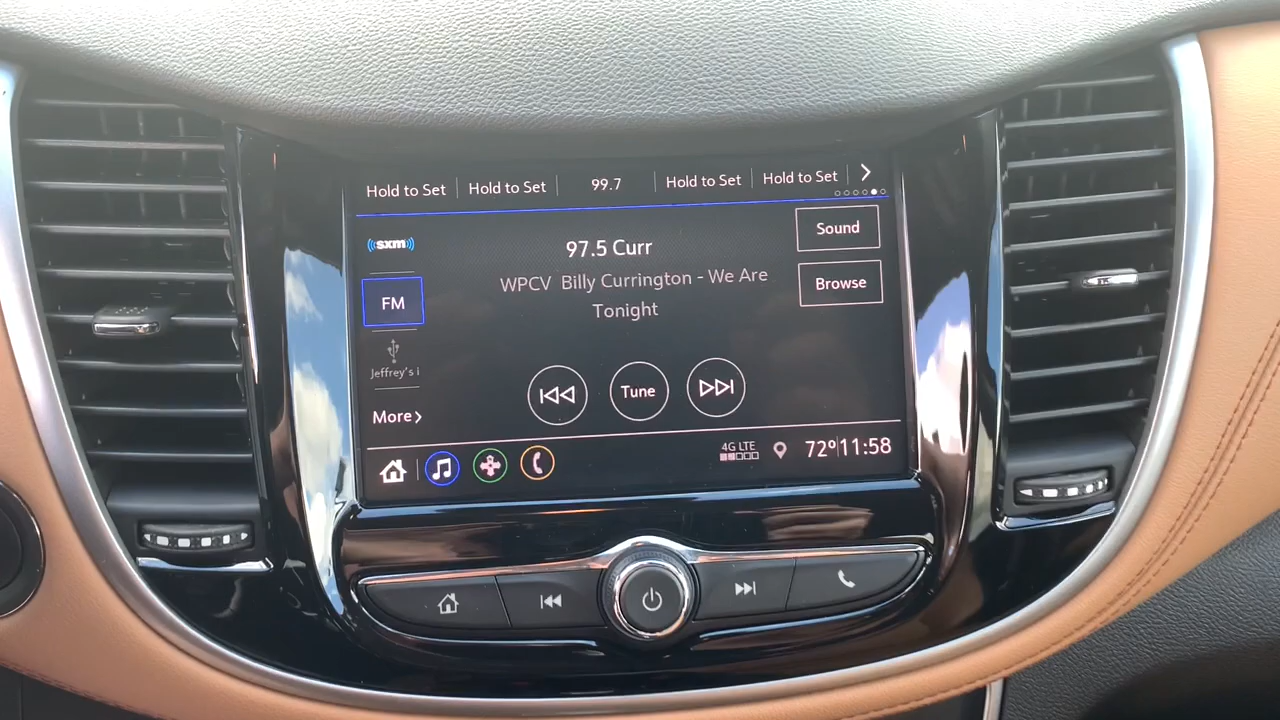 Hold to Set Hold to Set 99.7 Hold to Set Hold to Set
sxm
97.5 Curr
Sound
WPCV Billy Currington - We Are
Tonight
Browse
FM
Jeffrey's i
More
Tune
4G LTE
72° 11:58